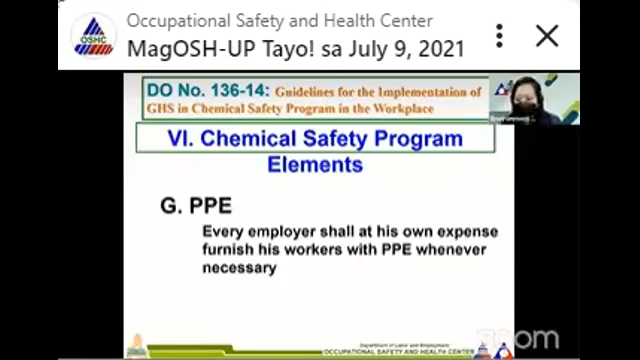 Occupational Safety and Health Center
MagOSH-UP Tayo! sa July 9, 2021
OSHC
DO No. 136-14: Guidelines for the Implementation of
GHS in Chemical Safety Program in the Workplace
VI. Chemical Safety Program
Elements
G. PPE
Every employer shall at his own expense
furnish his workers with PPE whenever
necessary
Department of Labor and Employment
OCCUPATIONAL SAFETY AND HEALTH CENTER
zoom